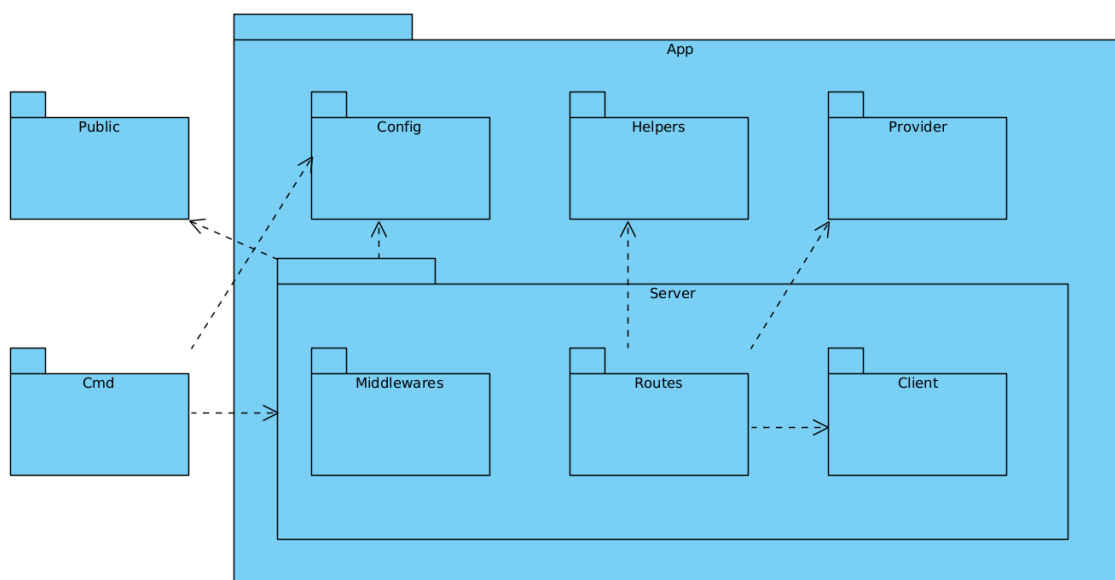 App
Public
Config
Helpers
Provider
Server
Cmd
Middlewares
Routes
Client